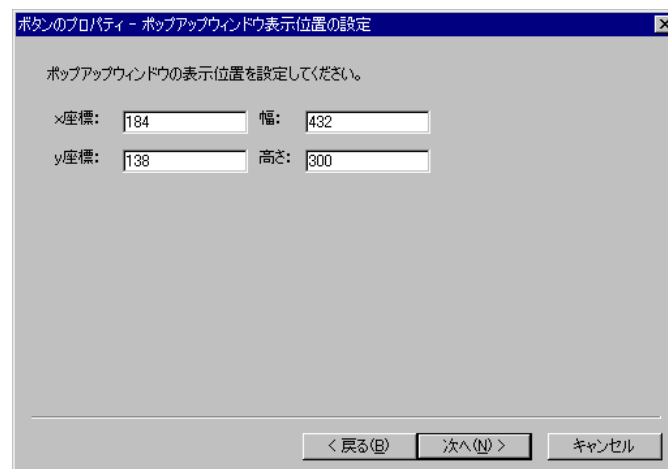 ボタンのプロパティ - ポップアップウィンドウ表示位置の設定
ポップアップウィンドウの表示位置を設定してください。
x座標: 184 幅: 432
y座標: 138 高さ: 300
< 戻る(B) 次へ(N) > キャンセル